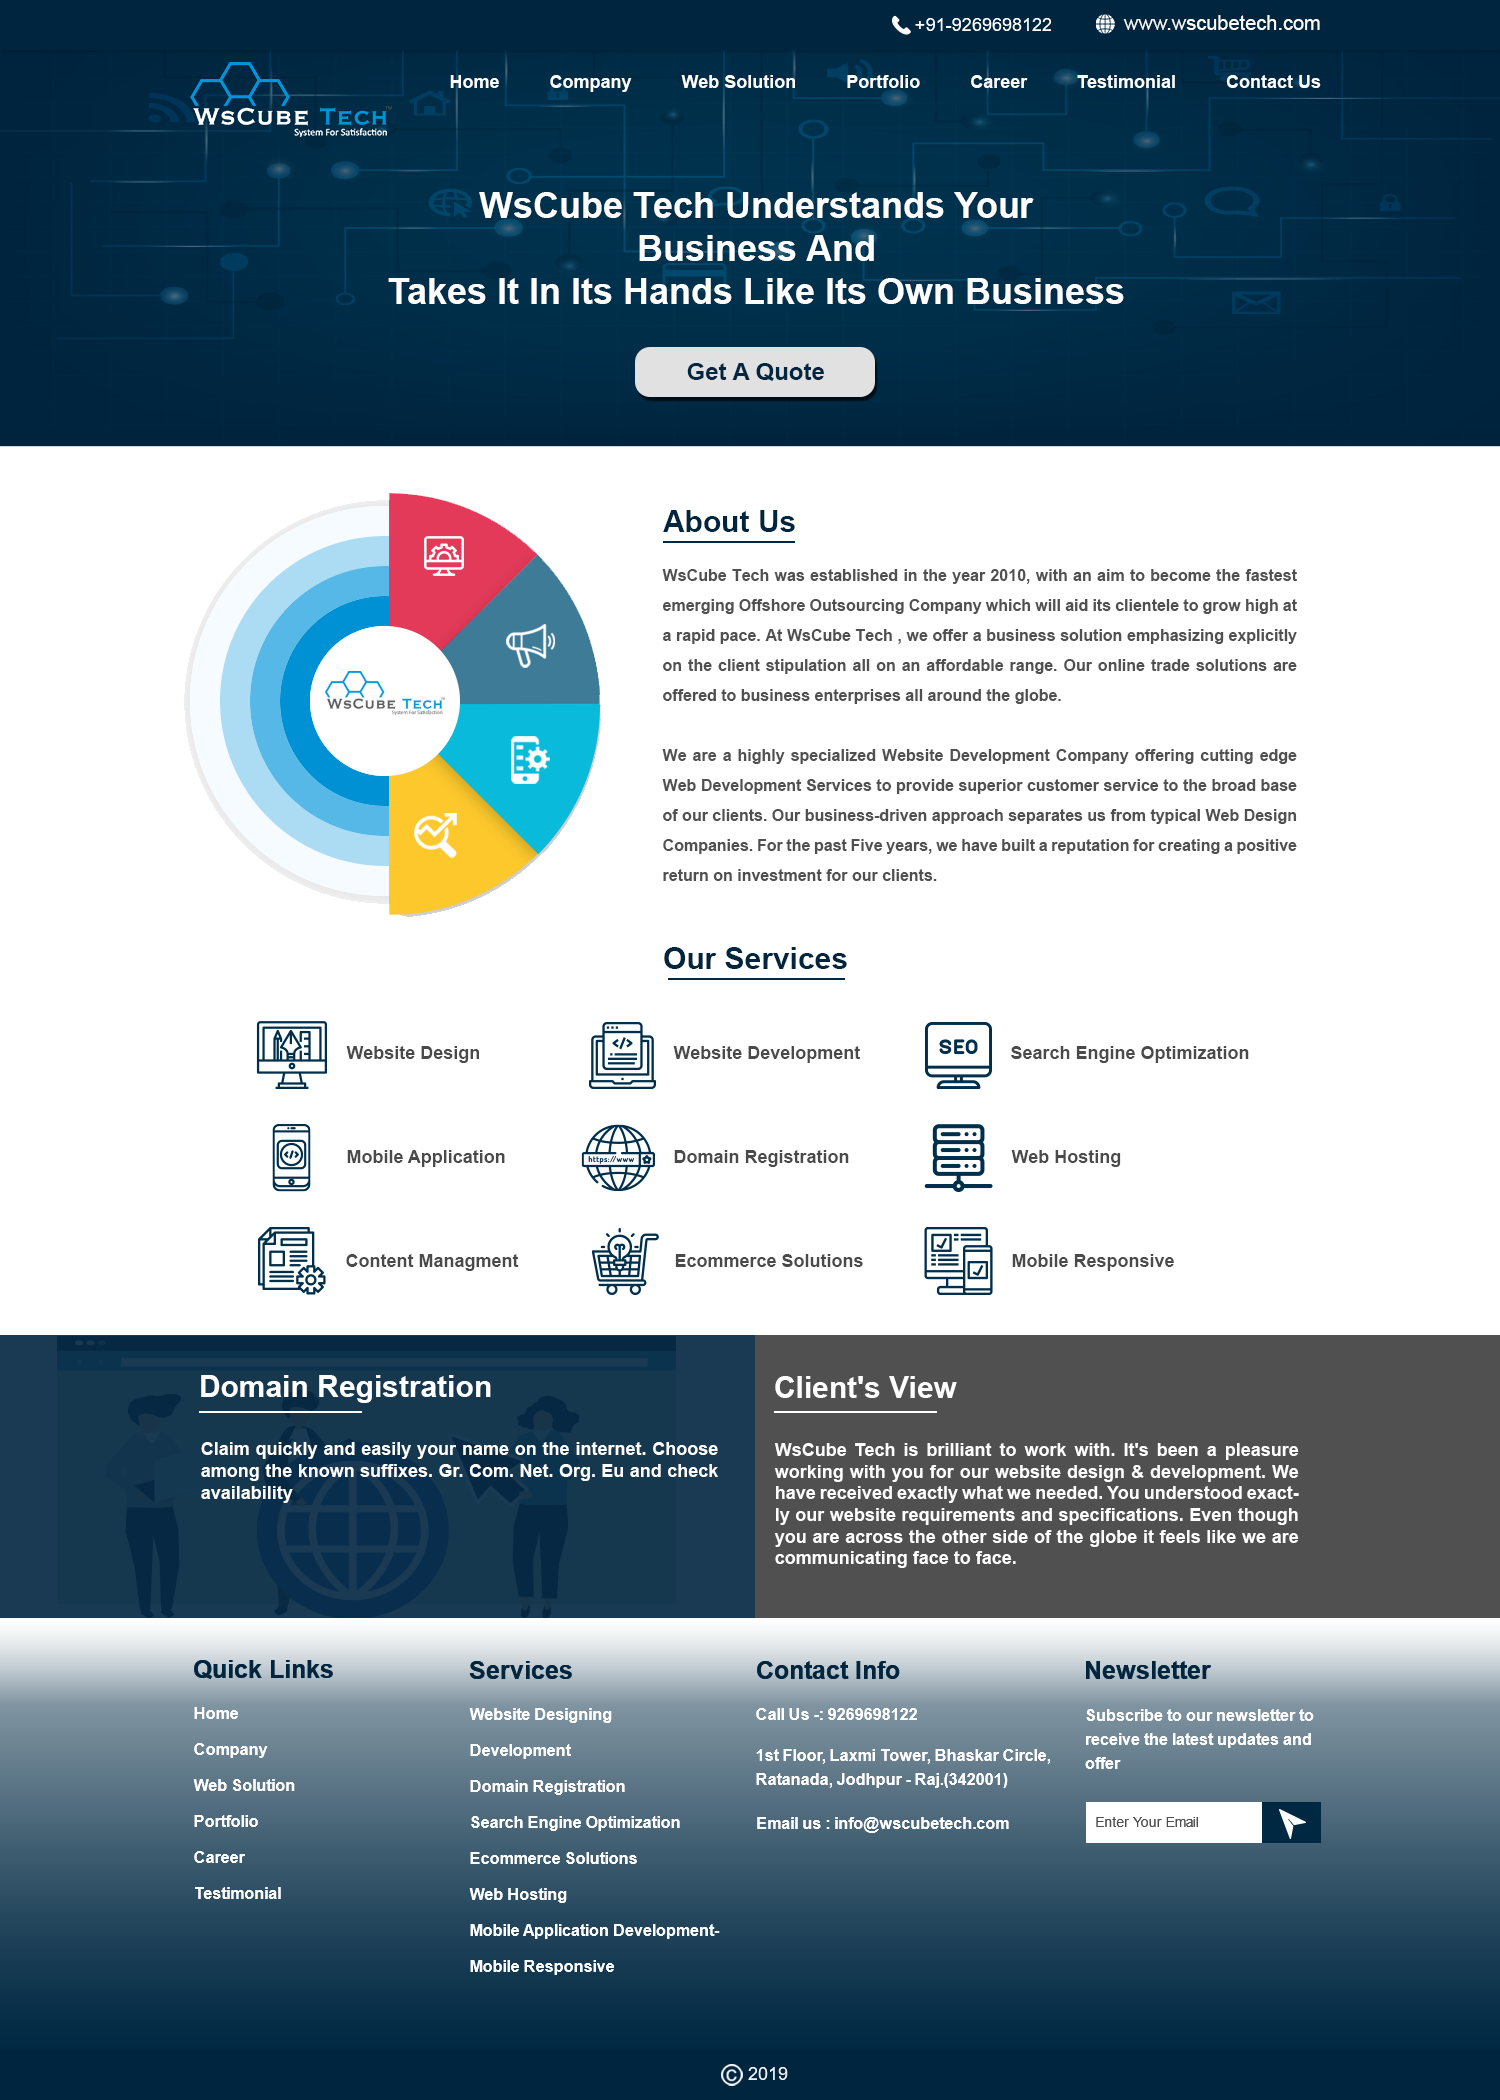 +91-9269698122
www.wscubetech.com
WsCube Tech
System For Satisfaction
Home
Company
Web Solution
Portfolio
Career
Testimonial
Contact Us
WsCube Tech Understands Your
Business And
Takes It In Its Hands Like Its Own Business
Get A Quote
WsCube Tech
System For Satisfaction
About Us
WsCube Tech was established in the year 2010, with an aim to become the fastest
emerging Offshore Outsourcing Company which will aid its clientele to grow high at
a rapid pace. At WsCube Tech , we offer a business solution emphasizing explicitly
on the client stipulation all on an affordable range. Our online trade solutions are
offered to business enterprises all around the globe.
We are a highly specialized Website Development Company offering cutting edge
Web Development Services to provide superior customer service to the broad base
of our clients. Our business-driven approach separates us from typical Web Design
Companies. For the past Five years, we have built a reputation for creating a positive
return on investment for our clients.
Our Services
Website Design
</>
Website Development
SEO
Search Engine Optimization
</>
Mobile Application
https://www
Domain Registration
Web Hosting
Content Managment
Ecommerce Solutions
Mobile Responsive
Domain Registration
Claim quickly and easily your name on the internet. Choose
among the known suffixes. Gr. Com. Net. Org. Eu and check
availability
Client's View
WsCube Tech is brilliant to work with. It's been a pleasure
working with you for our website design & development. We
have received exactly what we needed. You understood exact-
ly our website requirements and specifications. Even though
you are across the other side of the globe it feels like we are
communicating face to face.
Quick Links
Home
Company
Web Solution
Portfolio
Career
Testimonial
Services
Website Designing
Development
Domain Registration
Search Engine Optimization
Ecommerce Solutions
Web Hosting
Mobile Application Development-
Mobile Responsive
Contact Info
Call Us -: 9269698122
1st Floor, Laxmi Tower, Bhaskar Circle,
Ratanada, Jodhpur - Raj.(342001)
Email us : info@wscubetech.com
Newsletter
Subscribe to our newsletter to
receive the latest updates and
offer
Enter Your Email
© 2019